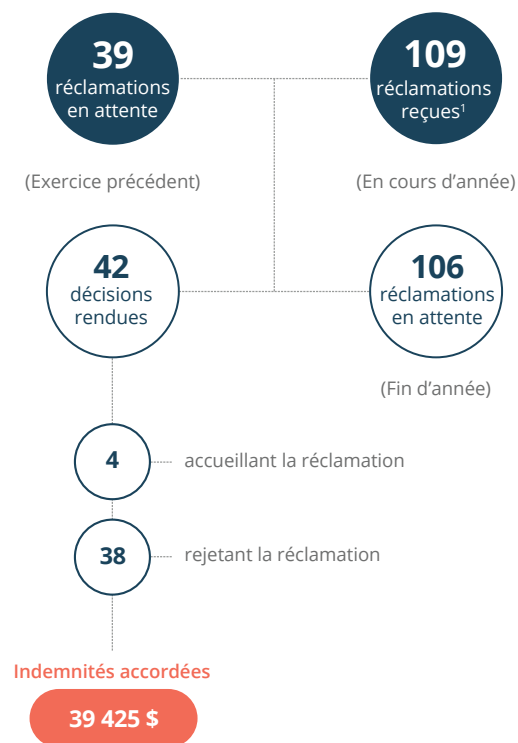 39
réclamations
en attente
(Exercice précédent)
109
réclamations
reçues¹
(En cours d’année)
42
décisions
rendues
106
réclamations
en attente
(Fin d’année)
4
accueillant la réclamation
38
rejetant la réclamation
Indemnités accordées
39 425 $